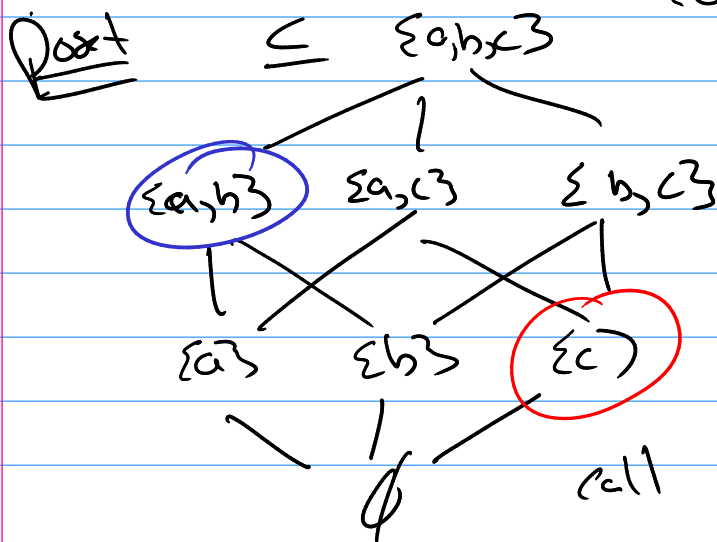 Poset ⊆ {a,b,c}
{a,b} {a,c} {b,c}
{a} {b} {c)
∅ call